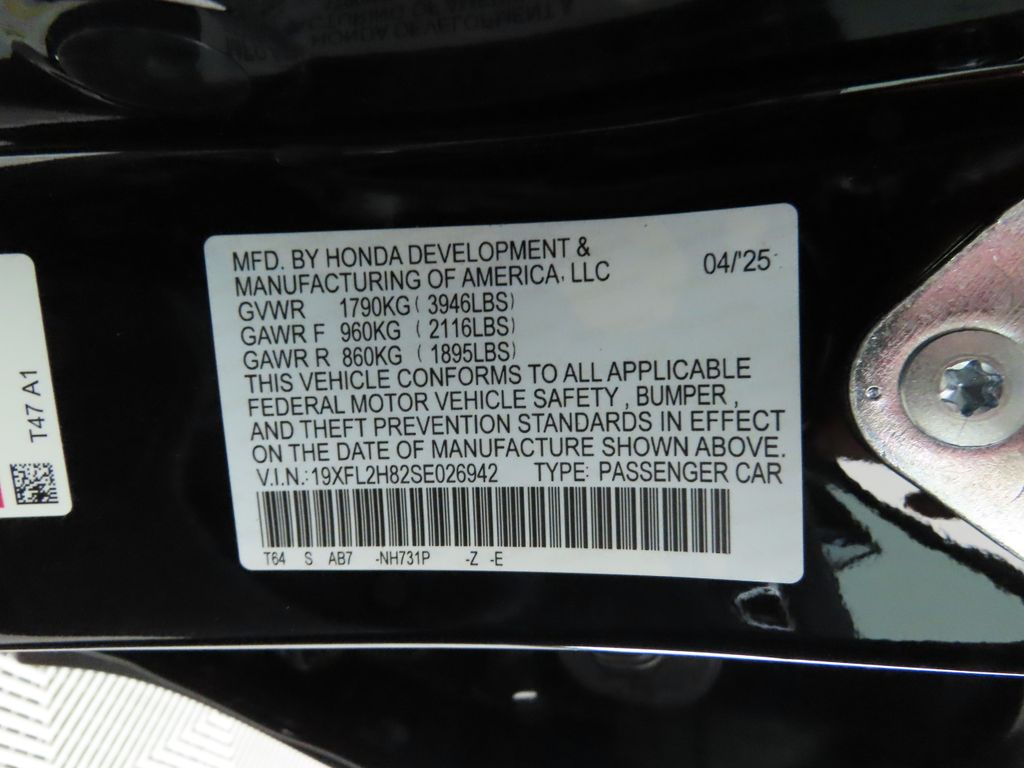 MFD. BY HONDA DEVELOPMENT &
MANUFACTURING OF AMERICA, LLC
04/'25
GVWR 1790KG ( 3946LBS)
GAWR F 960KG ( 2116LBS)
GAWR R 860KG ( 1895LBS)
THIS VEHICLE CONFORMS TO ALL APPLICABLE
FEDERAL MOTOR VEHICLE SAFETY , BUMPER ,
AND THEFT PREVENTION STANDARDS IN EFFECT
ON THE DATE OF MANUFACTURE SHOWN ABOVE.
V.I.N.:19XFL2H82SE026942 TYPE: PASSENGER CAR
T64 S AB7 -NH731P -Z -E
T47 A1